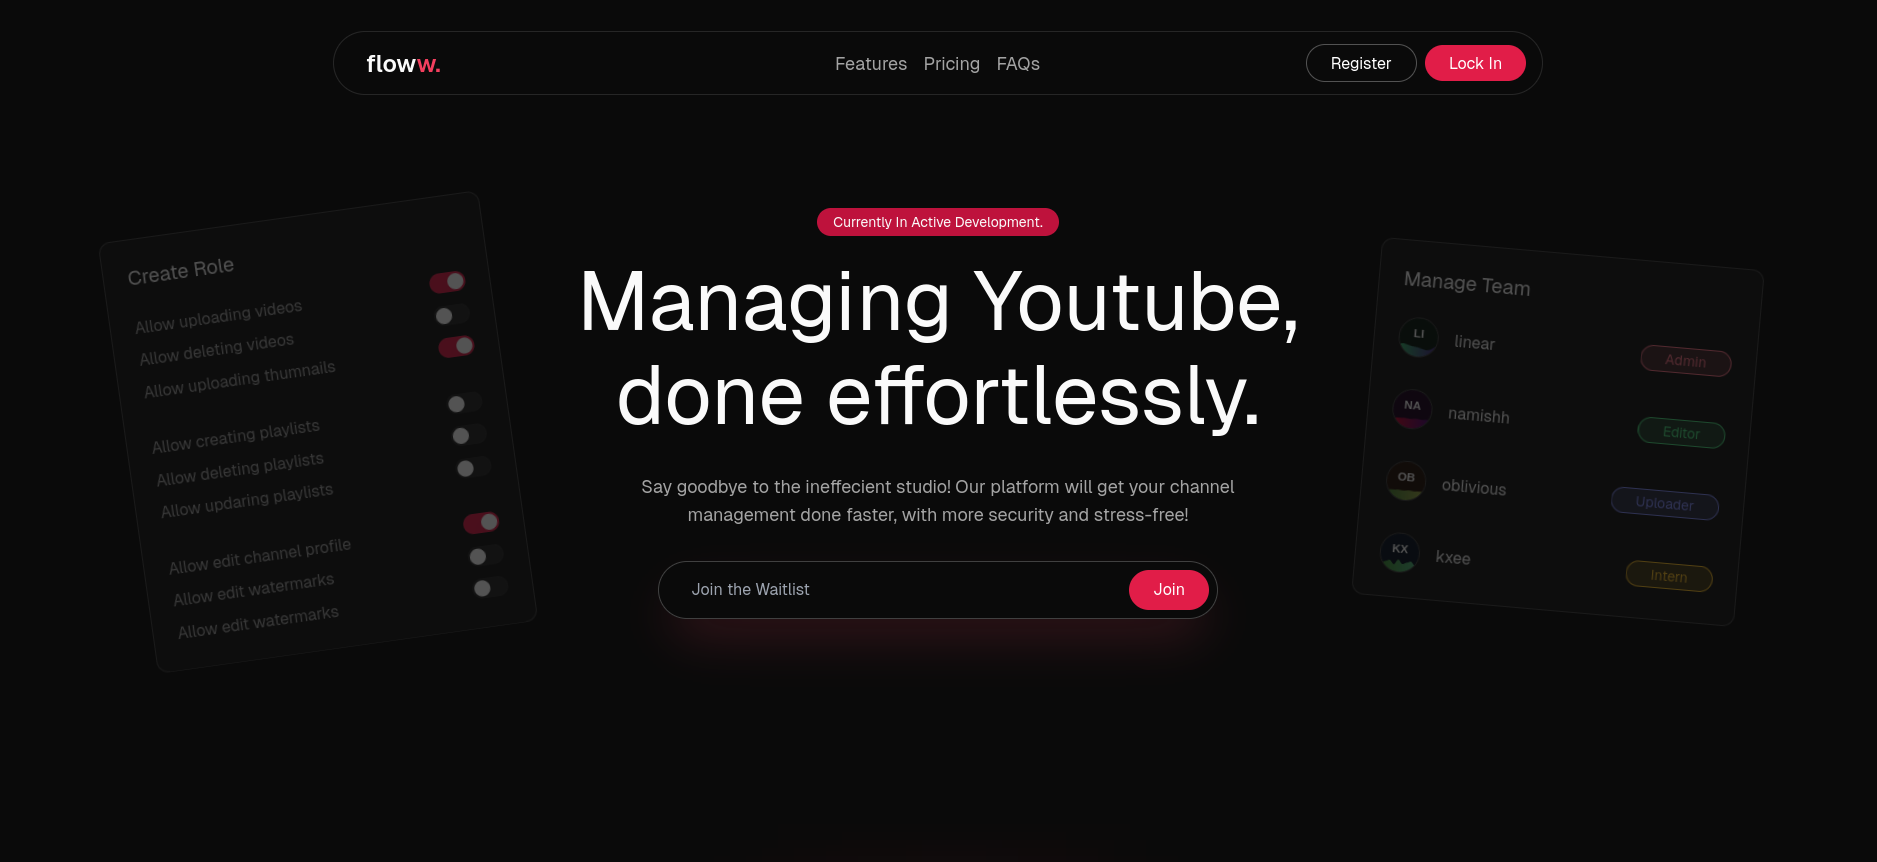 floww.
Features Pricing FAQs
Register
Lock In
Currently In Active Development.
Managing Youtube,
done effortlessly.
Say goodbye to the ineffecient studio! Our platform will get your channel
management done faster, with more security and stress-free!
Join the Waitlist
Join
Create Role
Allow uploading videos
Allow deleting videos
Allow uploading thumnails
Allow creating playlists
Allow deleting playlists
Allow updaring playlists
Allow edit channel profile
Allow edit watermarks
Allow edit watermarks
Manage Team
LI linear Admin
NA namishh Editor
OB oblivious Uploader
KX kxee Intern